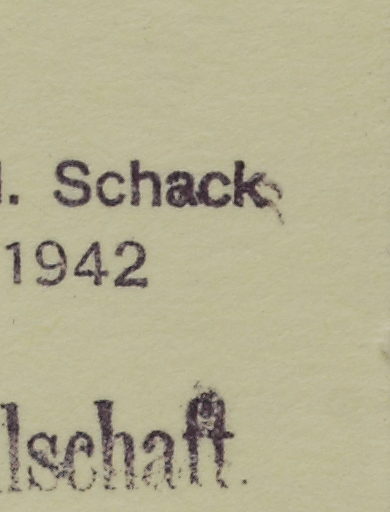 . Schack
1942
lschaft.